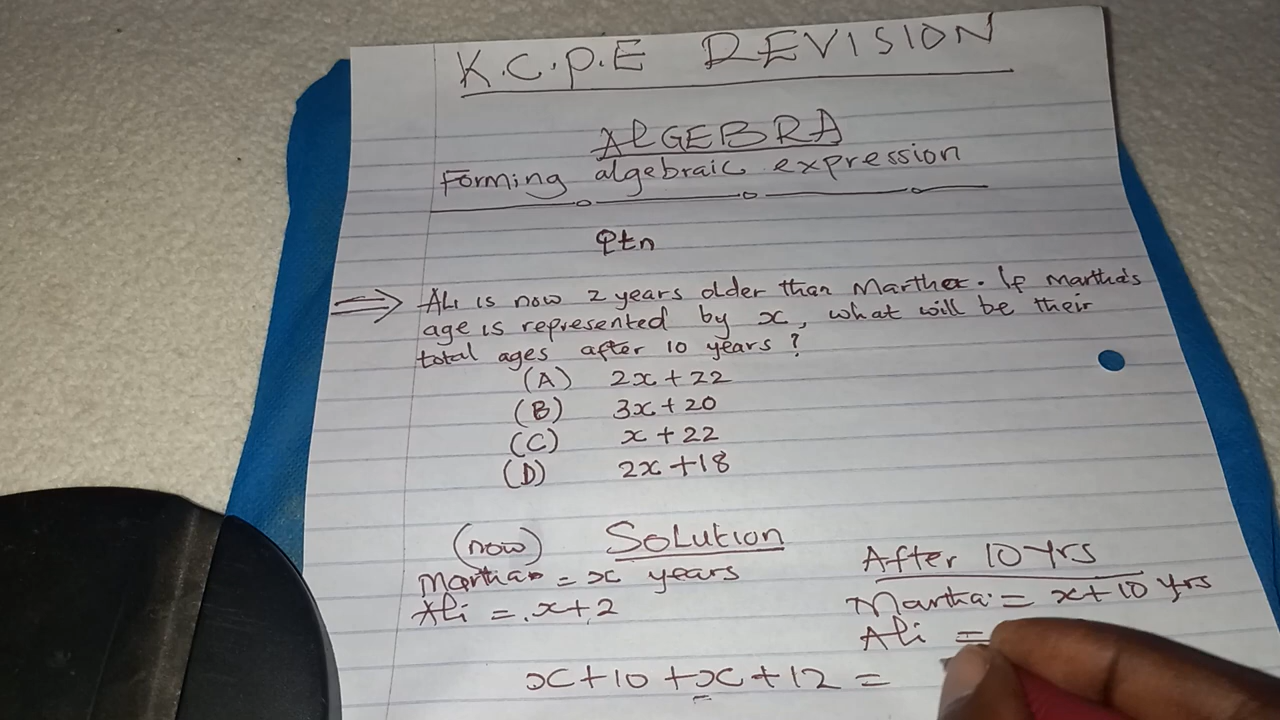 K.C.P.E REVISION
ALGEBRA
Forming algebraic expression
Qtn
Ali is now 2 years older than Martha. If martha's
age is represented by x, what will be their
total ages after 10 years?
(A) 2x+22
(B) 3x+20
(C) x+22
(D) 2x+18
(now) Solution
Martha = x years
Ali = x+2
After 10 Yrs
Martha = x+10 Yrs
Ali =
x+10+x+12=